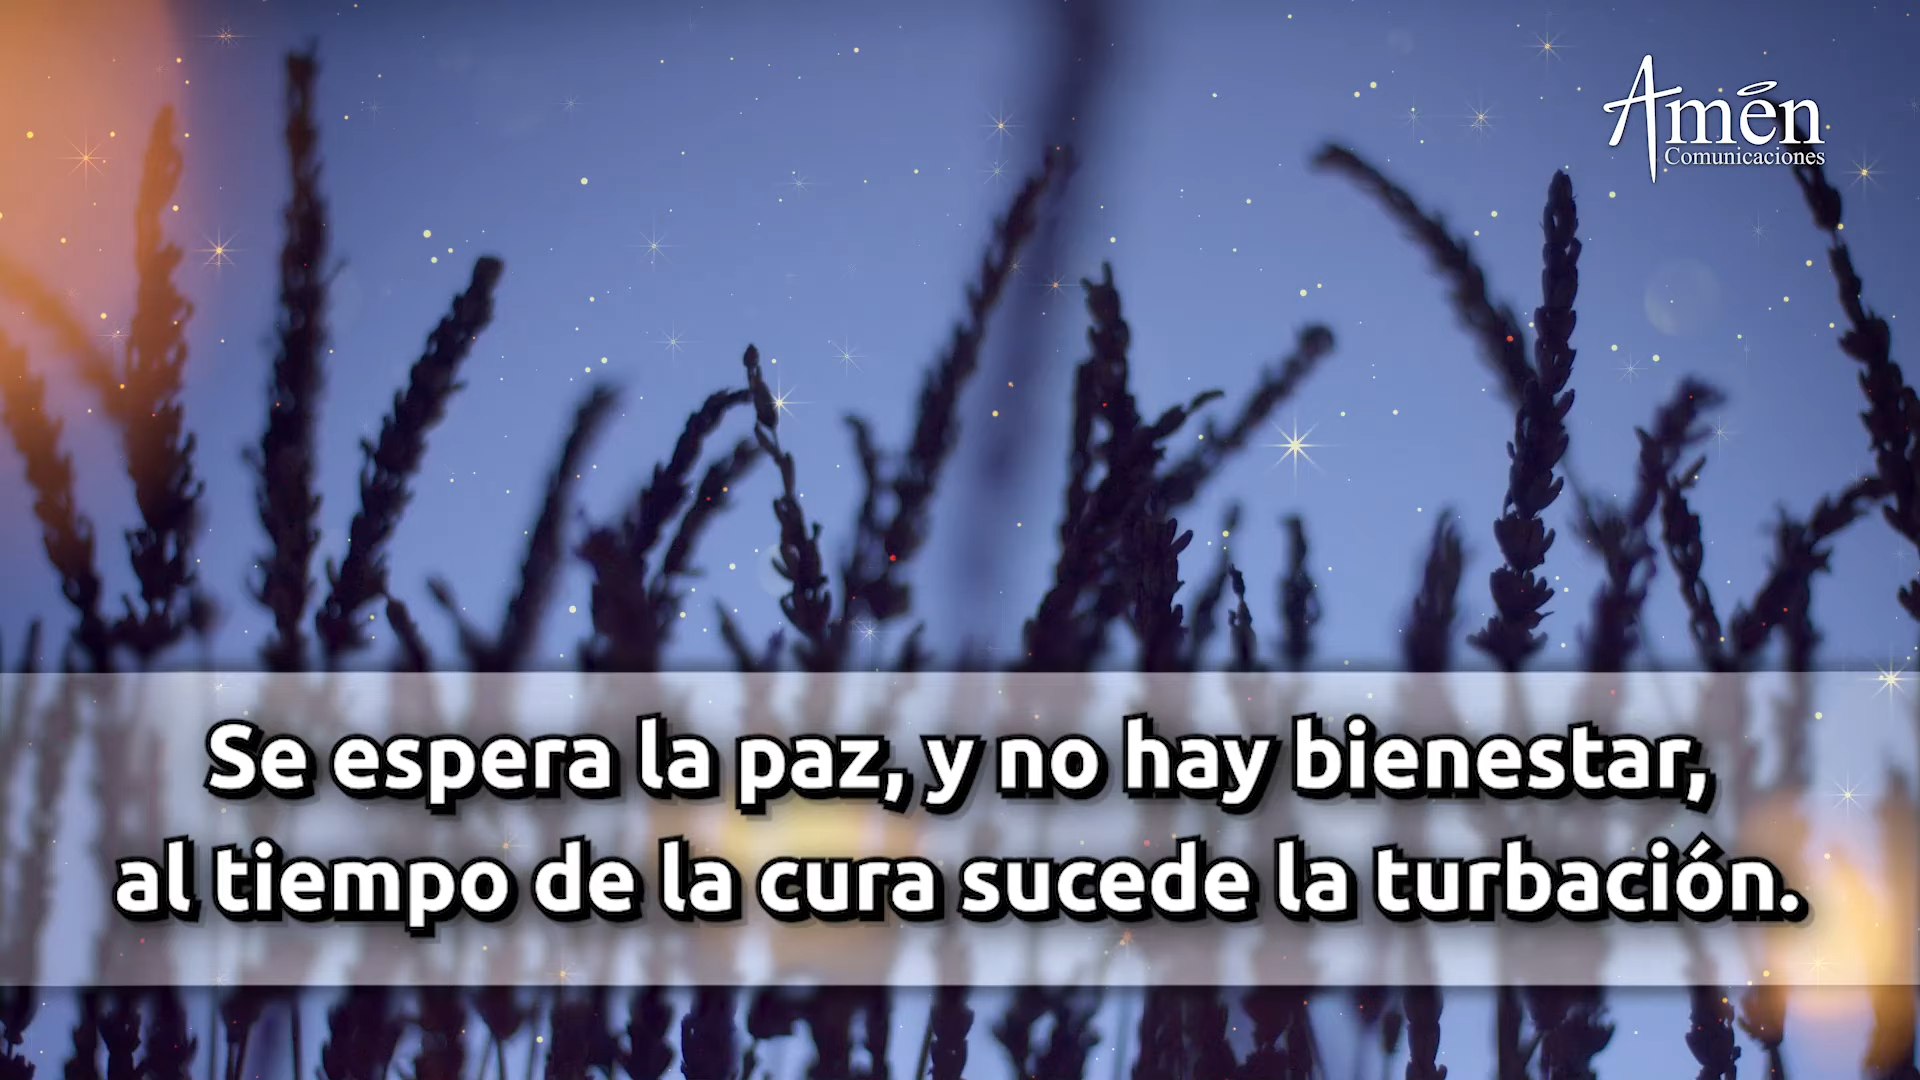 Amén
Comunicaciones
Se espera la paz, y no hay bienestar,
al tiempo de la cura sucede la turbación.